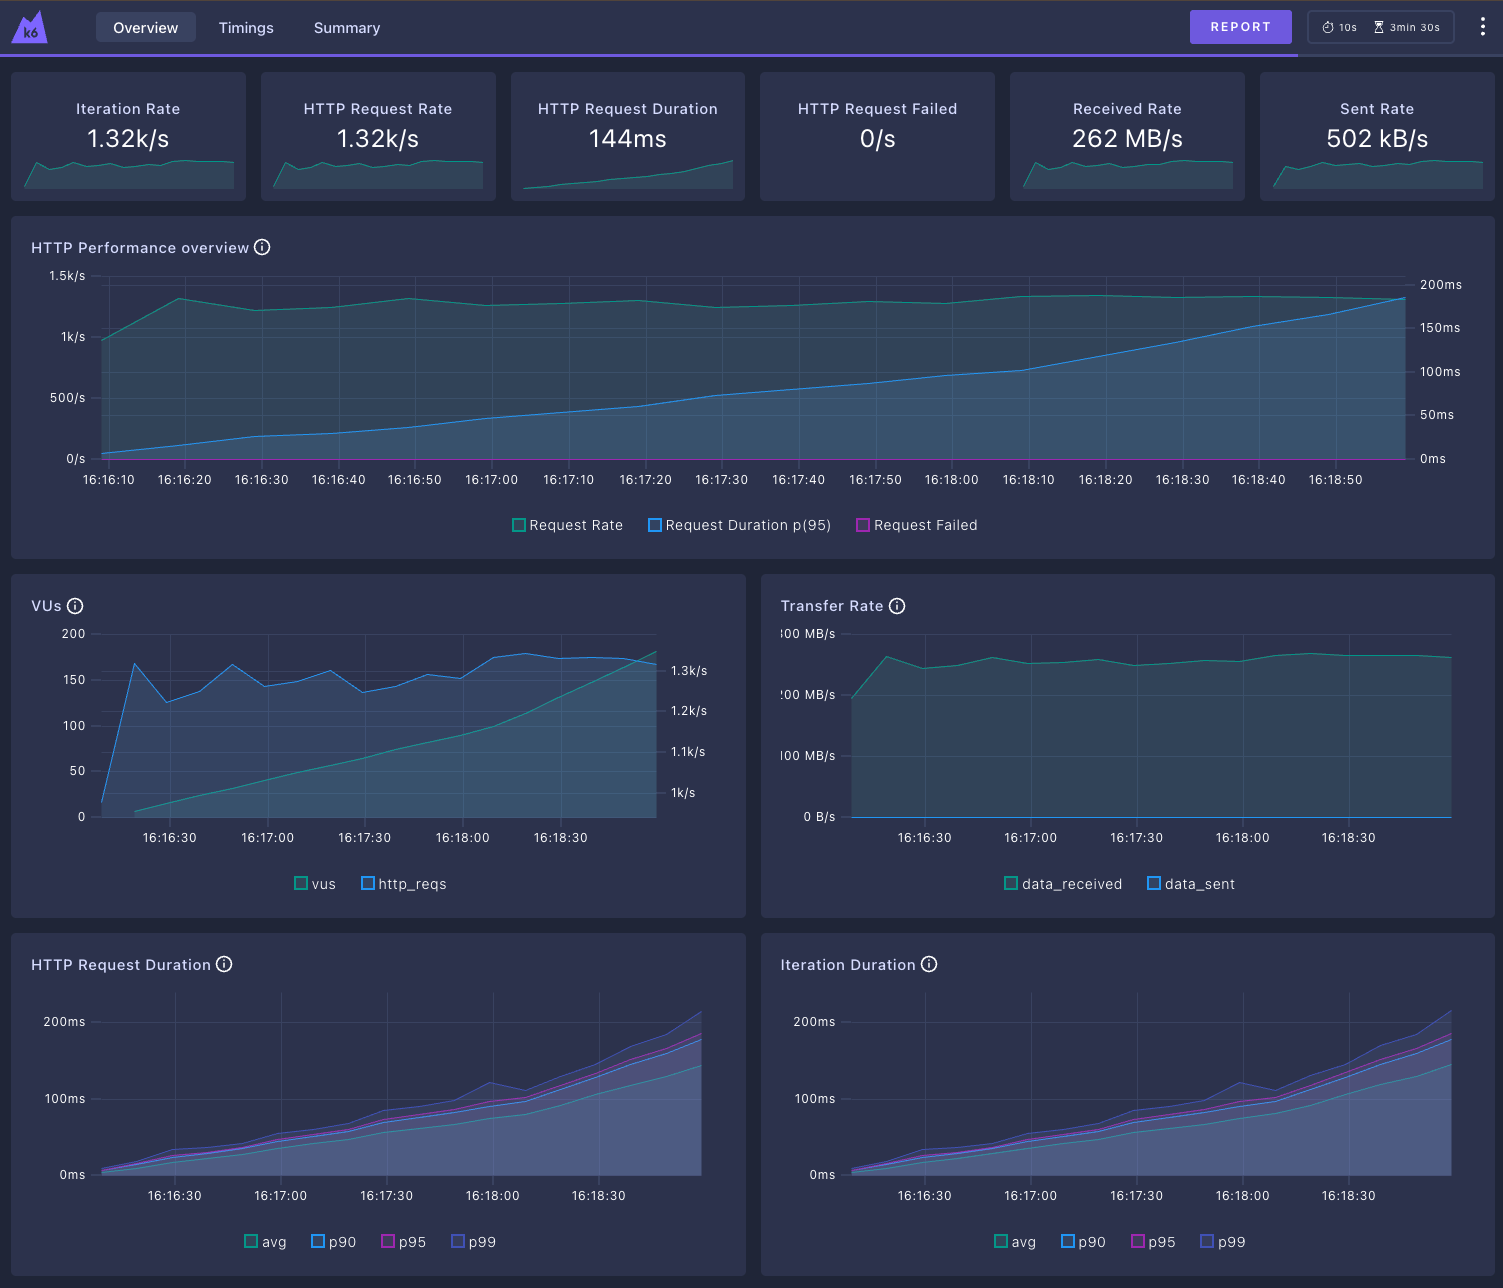 k6 Overview Timings Summary REPORT 10s 3min 30s
Iteration Rate
1.32k/s
HTTP Request Rate
1.32k/s
HTTP Request Duration
144ms
HTTP Request Failed
0/s
Received Rate
262 MB/s
Sent Rate
502 kB/s
HTTP Performance overview
1.5k/s
1k/s
500/s
0/s
200ms
150ms
100ms
50ms
0ms
16:16:10 16:16:20 16:16:30 16:16:40 16:16:50 16:17:00 16:17:10 16:17:20 16:17:30 16:17:40 16:17:50 16:18:00 16:18:10 16:18:20 16:18:30 16:18:40 16:18:50
Request Rate Request Duration p(95) Request Failed
VUs
200
150
100
50
0
1.3k/s
1.2k/s
1.1k/s
1k/s
16:16:30 16:17:00 16:17:30 16:18:00 16:18:30
vus http_reqs
Transfer Rate
300 MB/s
200 MB/s
100 MB/s
0 B/s
16:16:30 16:17:00 16:17:30 16:18:00 16:18:30
data_received data_sent
HTTP Request Duration
200ms
100ms
0ms
16:16:30 16:17:00 16:17:30 16:18:00 16:18:30
avg p90 p95 p99
Iteration Duration
200ms
100ms
0ms
16:16:30 16:17:00 16:17:30 16:18:00 16:18:30
avg p90 p95 p99